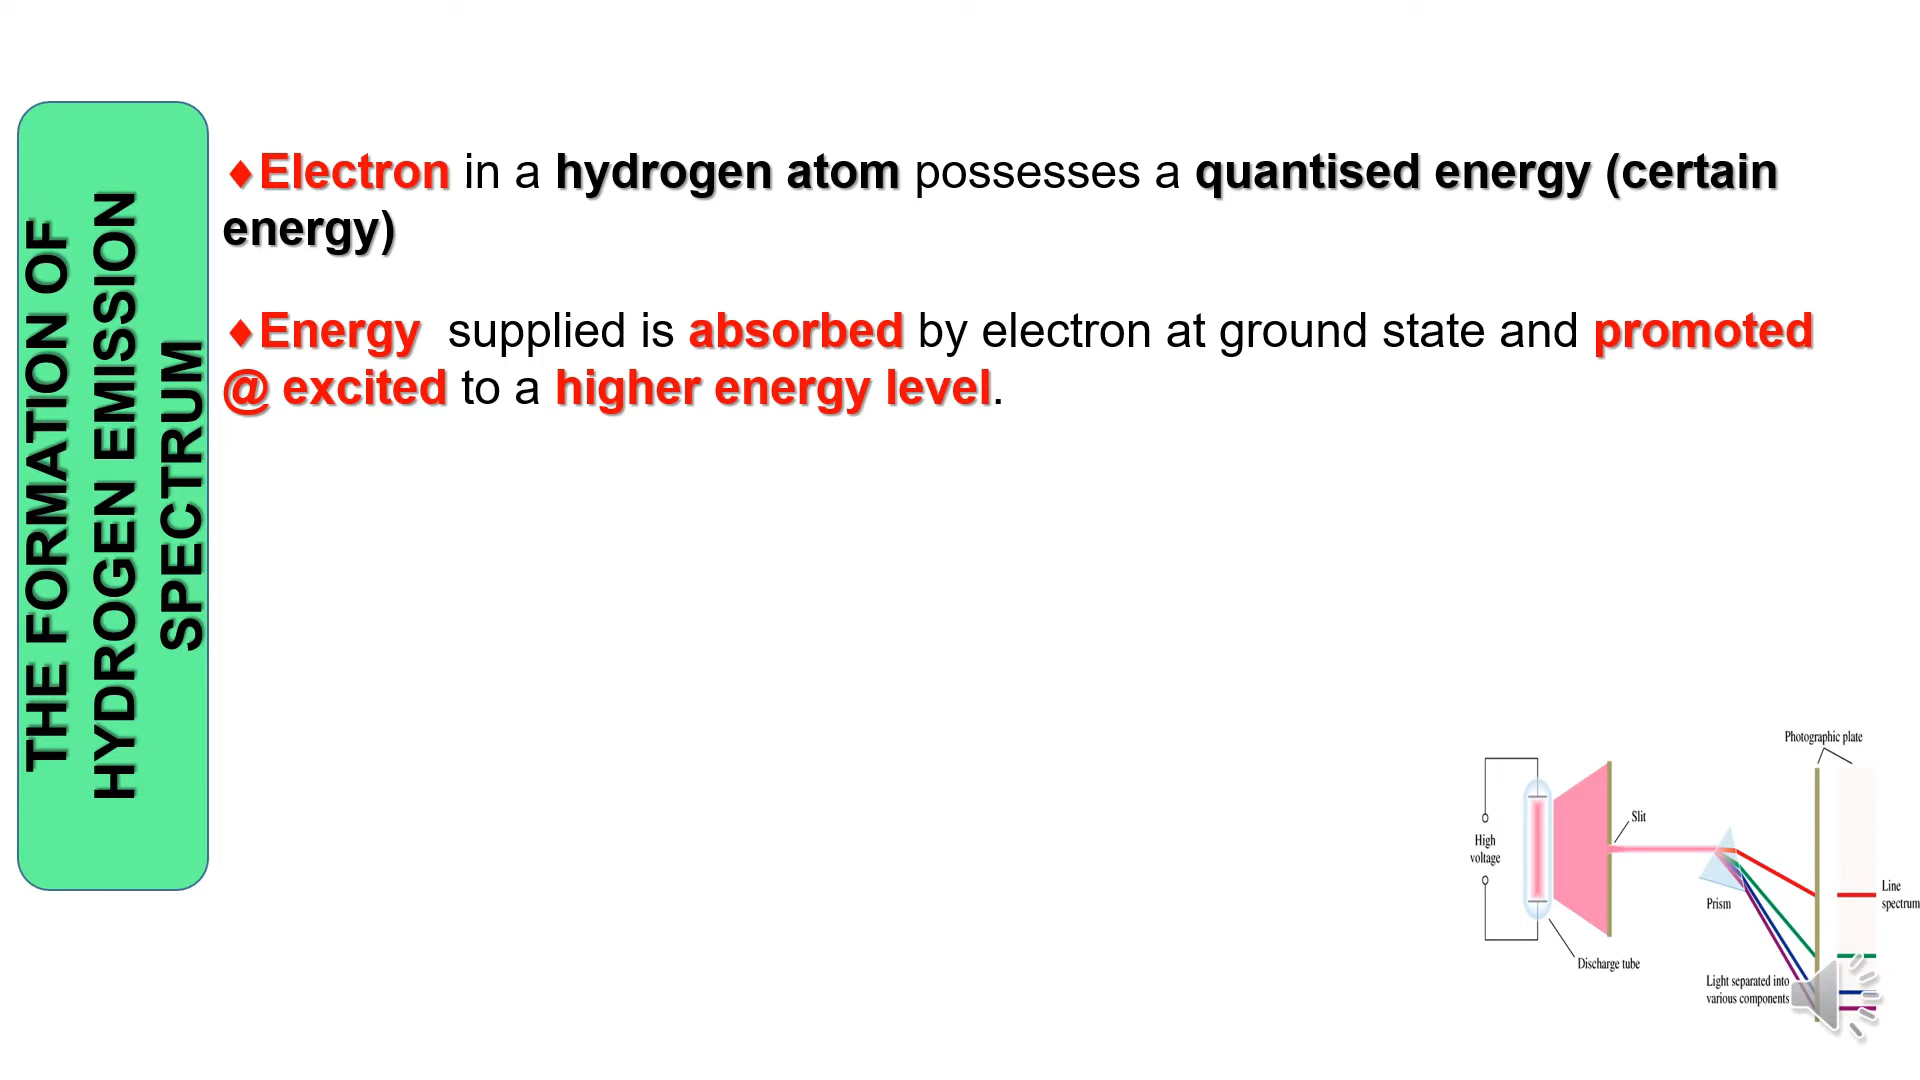 THE FORMATION OF
HYDROGEN EMISSION
SPECTRUM
♦Electron in a hydrogen atom possesses a quantised energy (certain
energy)
♦Energy supplied is absorbed by electron at ground state and promoted
@ excited to a higher energy level.
Photographic plate
Slit
High
voltage
Line
spectrum
Prism
Discharge tube
Light separated into
various components